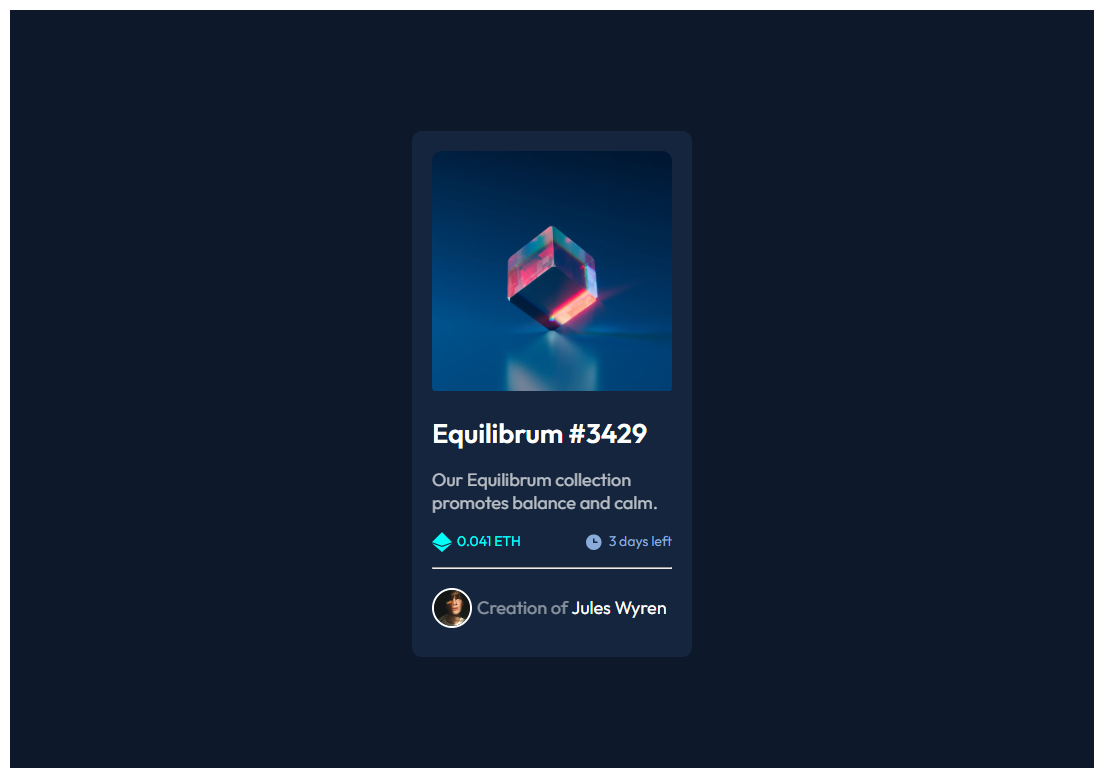 Equilibrum #3429
Our Equilibrum collection
promotes balance and calm.
0.041 ETH
3 days left
Creation of Jules Wyren